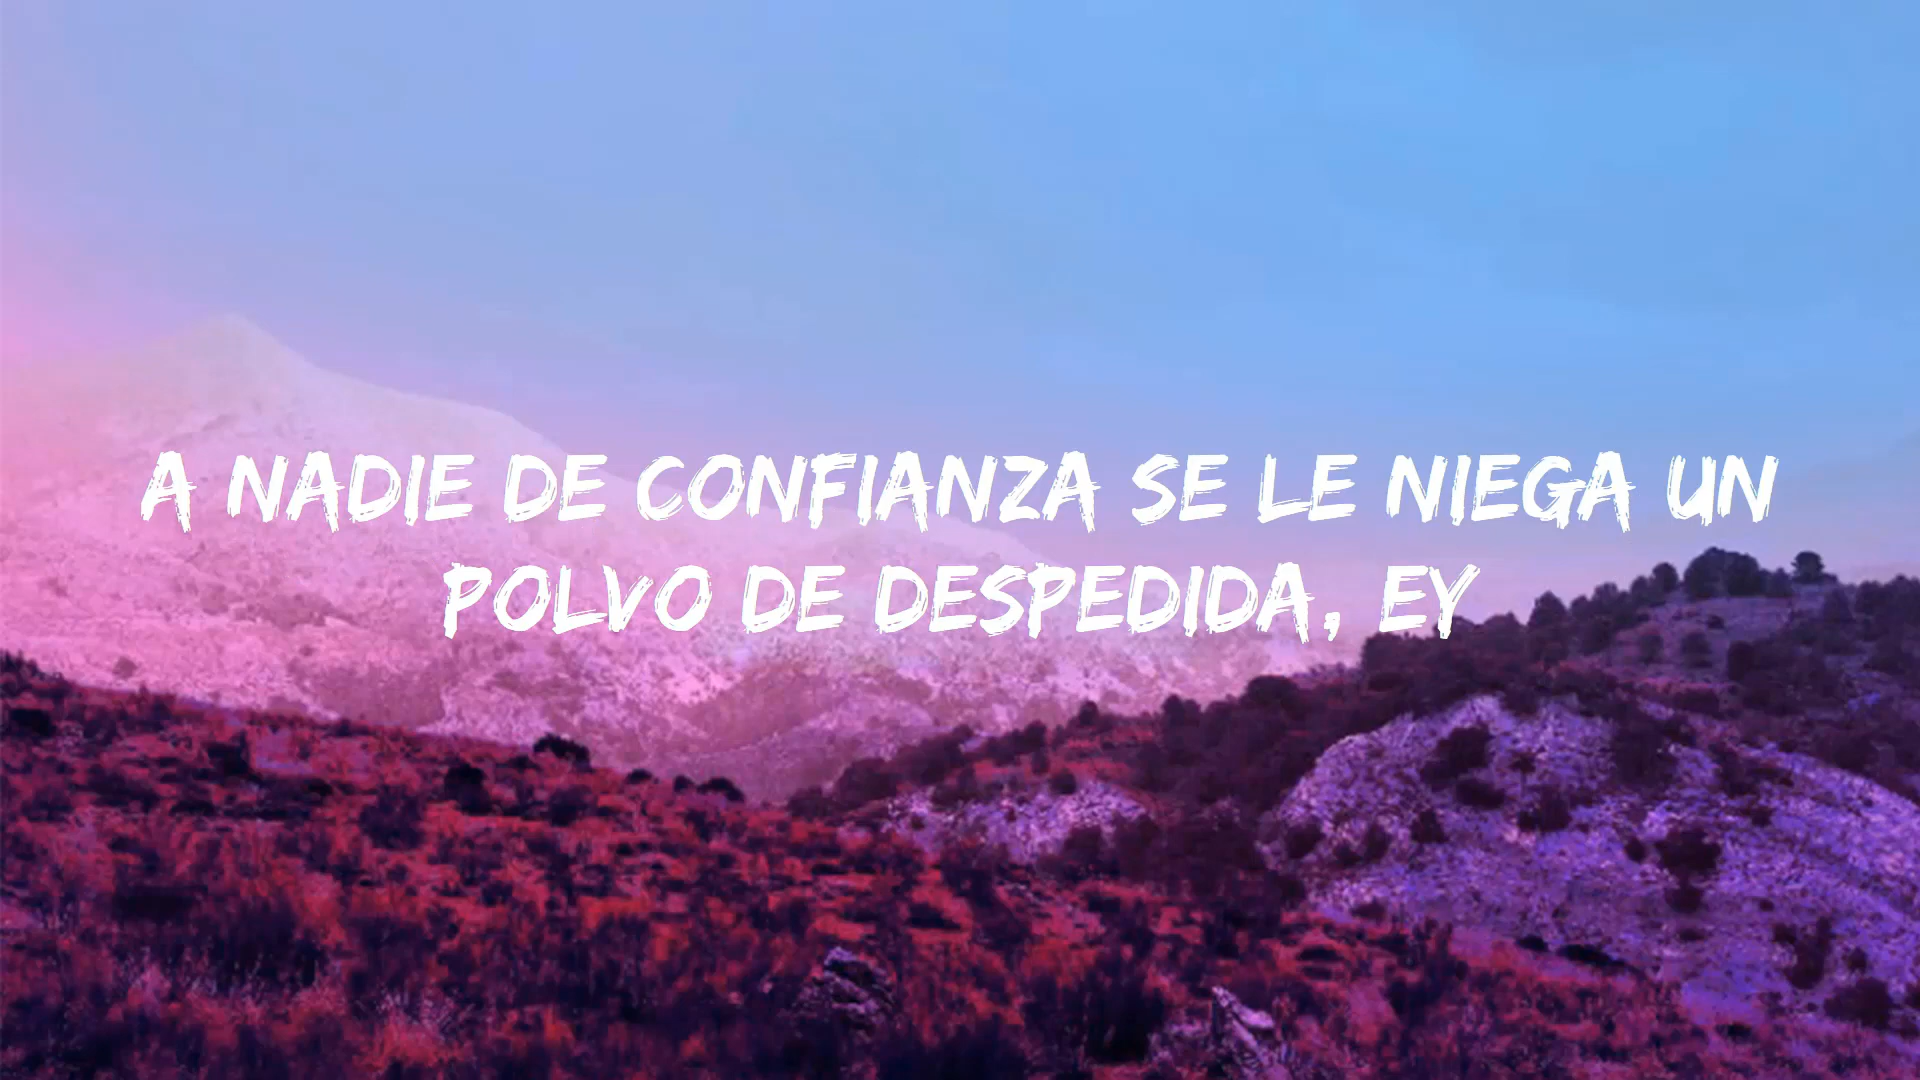 A NADIE DE CONFIANZA SE LE NIEGA UN
POLVO DE DESPEDIDA, EY